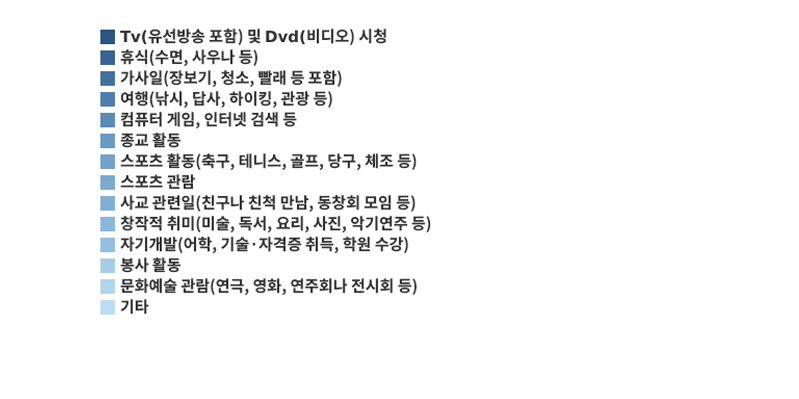 Tv(유선방송 포함) 및 Dvd(비디오) 시청
휴식(수면, 사우나 등)
가사일(장보기, 청소, 빨래 등 포함)
여행(낚시, 답사, 하이킹, 관광 등)
컴퓨터 게임, 인터넷 검색 등
종교 활동
스포츠 활동(축구, 테니스, 골프, 당구, 체조 등)
스포츠 관람
사교 관련일(친구나 친척 만남, 동창회 모임 등)
창작적 취미(미술, 독서, 요리, 사진, 악기연주 등)
자기개발(어학, 기술·자격증 취득, 학원 수강)
봉사 활동
문화예술 관람(연극, 영화, 연주회나 전시회 등)
기타